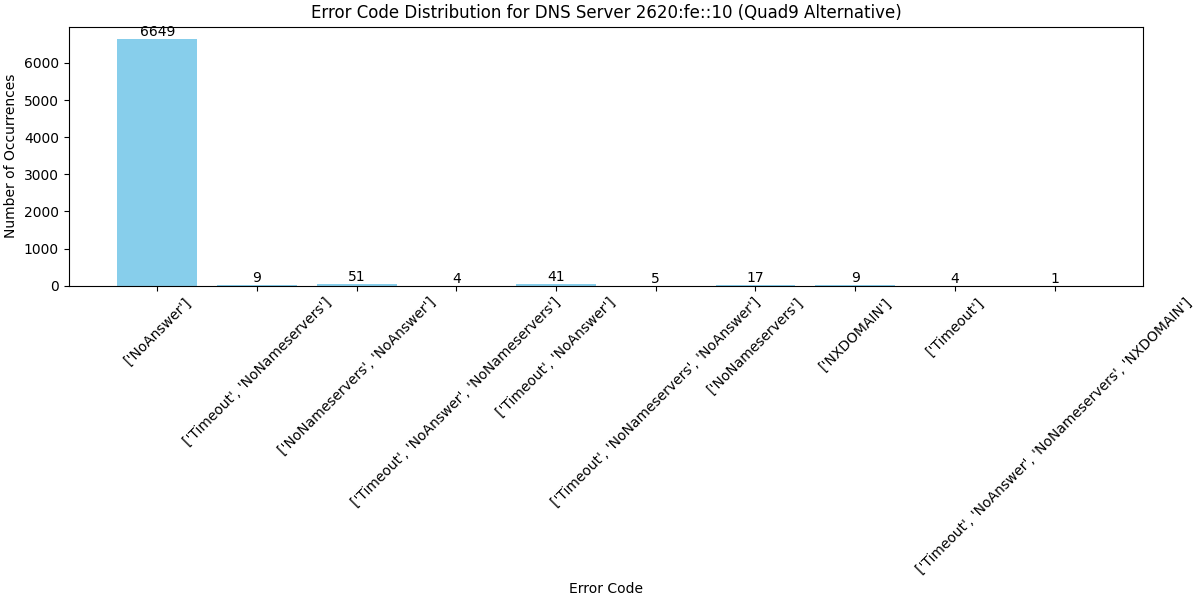 Error Code Distribution for DNS Server 2620:fe::10 (Quad9 Alternative)
Number of Occurrences
6000
5000
4000
3000
2000
1000
0
6649
9
51
4
41
5
17
9
4
1
['NoAnswer']
['Timeout', 'NoNameservers']
['NoNameservers', 'NoAnswer']
['Timeout', 'NoAnswer', 'NoNameservers']
['Timeout', 'NoAnswer']
['Timeout', 'NoNameservers', 'NoAnswer']
['NoNameservers']
['NXDOMAIN']
['Timeout']
['Timeout', 'NoAnswer', 'NoNameservers', 'NXDOMAIN']
Error Code